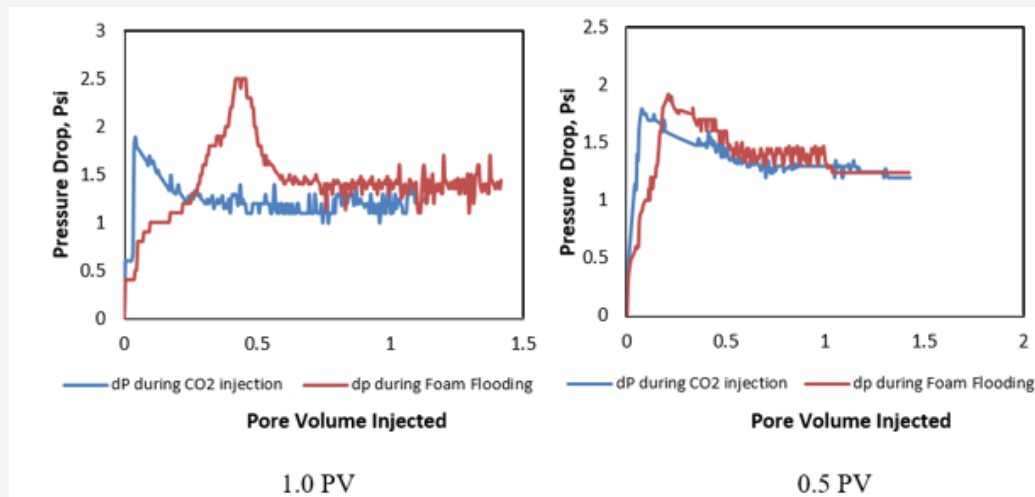 3
2.5
2
1.5
1
0.5
0
Pressure Drop, Psi
0 0.5 1 1.5
dP during CO2 injection dp during Foam Flooding
Pore Volume Injected
1.0 PV
2.5
2
1.5
1
0.5
0
Pressure Drop, Psi
0 0.5 1 1.5 2
dP during CO2 injection dp during Foam Flooding
Pore Volume Injected
0.5 PV